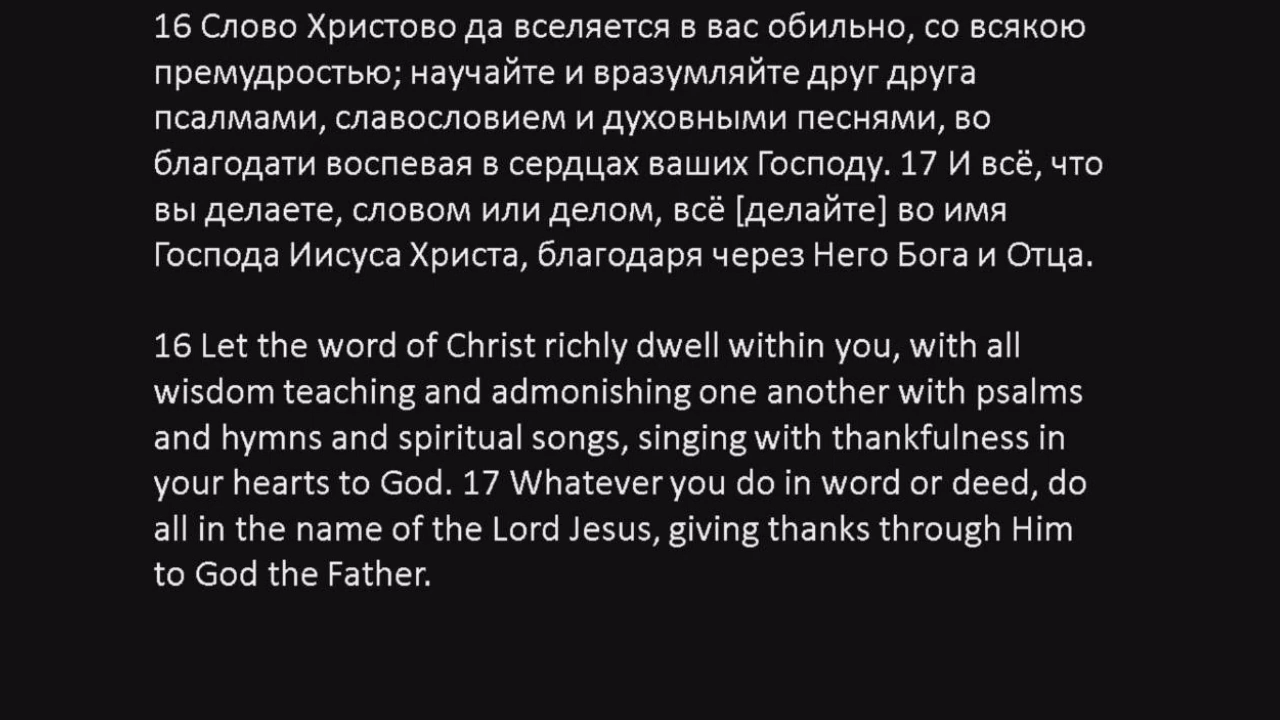 16 Слово Христово да вселяется в вас обильно, со всякою
премудростью; научайте и вразумляйте друг друга
псалмами, славословием и духовными песнями, во
благодати воспевая в сердцах ваших Господу. 17 И всё, что
вы делаете, словом или делом, всё [делайте] во имя
Господа Иисуса Христа, благодаря через Него Бога и Отца.
16 Let the word of Christ richly dwell within you, with all
wisdom teaching and admonishing one another with psalms
and hymns and spiritual songs, singing with thankfulness in
your hearts to God. 17 Whatever you do in word or deed, do
all in the name of the Lord Jesus, giving thanks through Him
to God the Father.